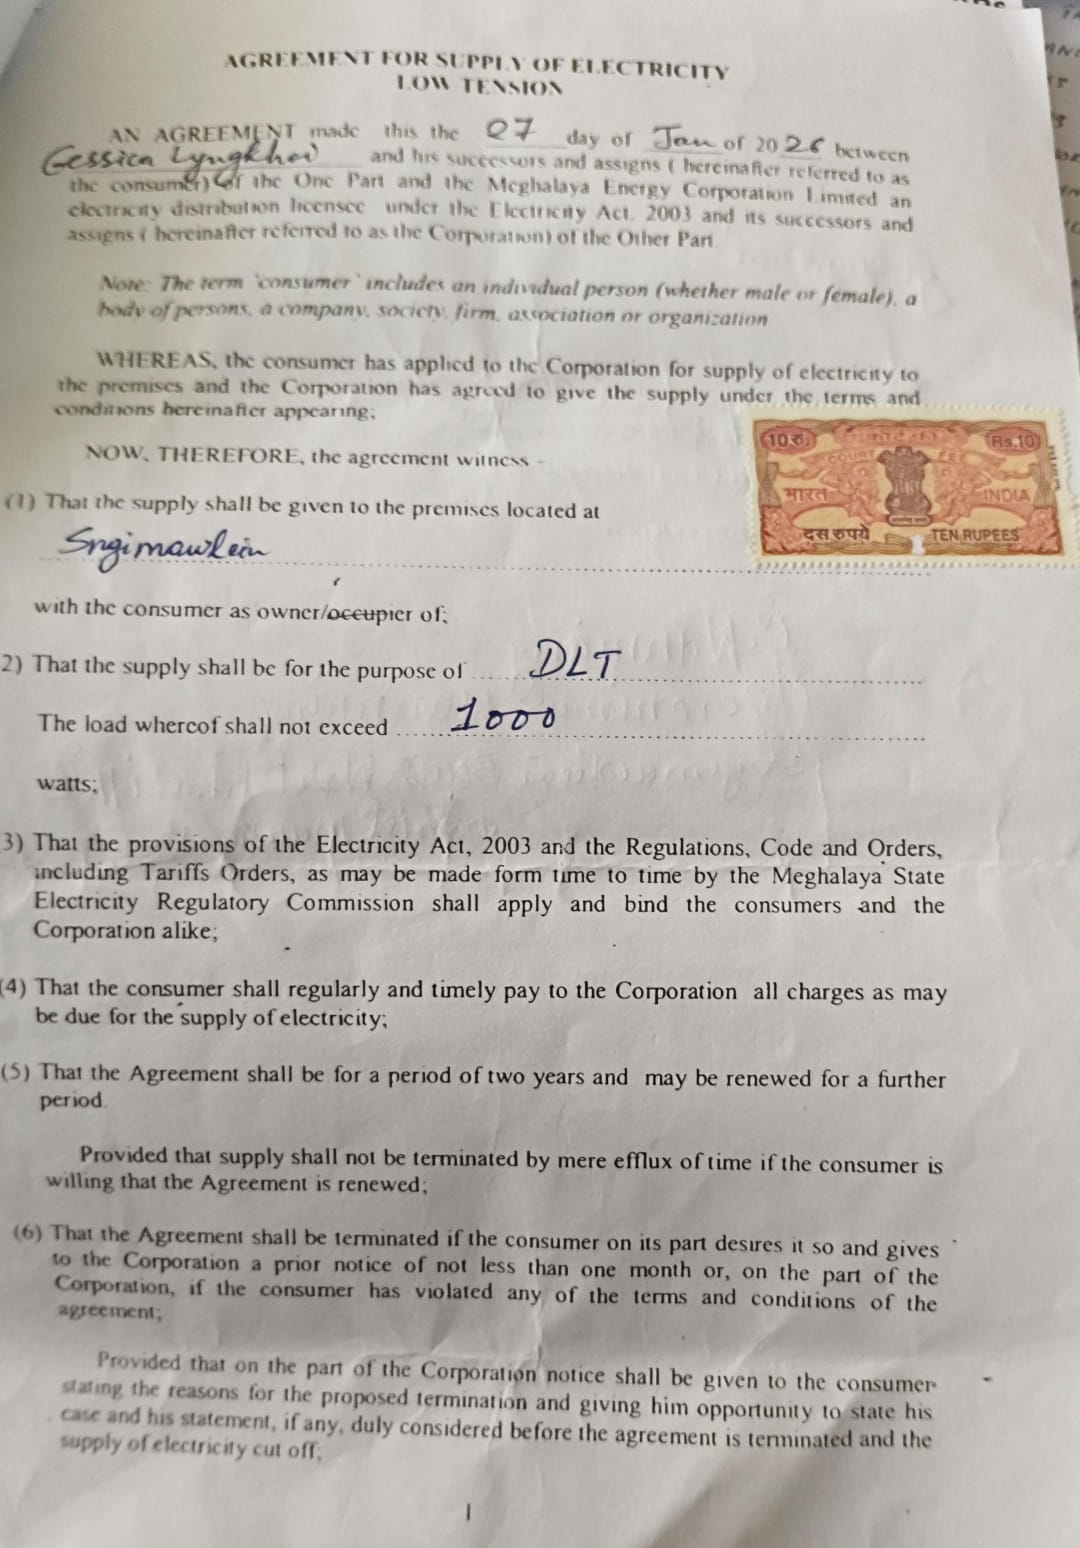 AGREEMENT FOR SUPPLY OF ELECTRICITY
LOW TENSION
AN AGREEMENT made this the 07 day of Jan of 2026 between
Gessica Lyngkhoi and his successors and assigns ( hereinafter referred to as
the consumer) of the One Part and the Meghalaya Energy Corporation Limited an
electricity distribution licensee under the Electricity Act. 2003 and its successors and
assigns ( hereinafter referred to as the Corporation) of the Other Part
Note: The term 'consumer' includes an individual person (whether male or female), a
body of persons, a company, society, firm, association or organization
WHEREAS, the consumer has applied to the Corporation for supply of electricity to
the premises and the Corporation has agreed to give the supply under the terms and
conditions hereinafter appearing;
NOW, THEREFORE, the agreement witness -
(1) That the supply shall be given to the premises located at
Sngimawlein
with the consumer as owner/occupier of;
2) That the supply shall be for the purpose of DLT
The load whereof shall not exceed 1000
watts;
3) That the provisions of the Electricity Act, 2003 and the Regulations, Code and Orders,
including Tariffs Orders, as may be made form time to time by the Meghalaya State
Electricity Regulatory Commission shall apply and bind the consumers and the
Corporation alike;
(4) That the consumer shall regularly and timely pay to the Corporation all charges as may
be due for the supply of electricity;
(5) That the Agreement shall be for a period of two years and may be renewed for a further
period.
Provided that supply shall not be terminated by mere efflux of time if the consumer is
willing that the Agreement is renewed;
(6) That the Agreement shall be terminated if the consumer on its part desires it so and gives
to the Corporation a prior notice of not less than one month or, on the part of the
Corporation, if the consumer has violated any of the terms and conditions of the
agreement;
Provided that on the part of the Corporation notice shall be given to the consumer
stating the reasons for the proposed termination and giving him opportunity to state his
case and his statement, if any, duly considered before the agreement is terminated and the
supply of electricity cut off;
1
10 रु. Rs.10
COURT FEE
भारत INDIA
दस रुपये TEN RUPEES